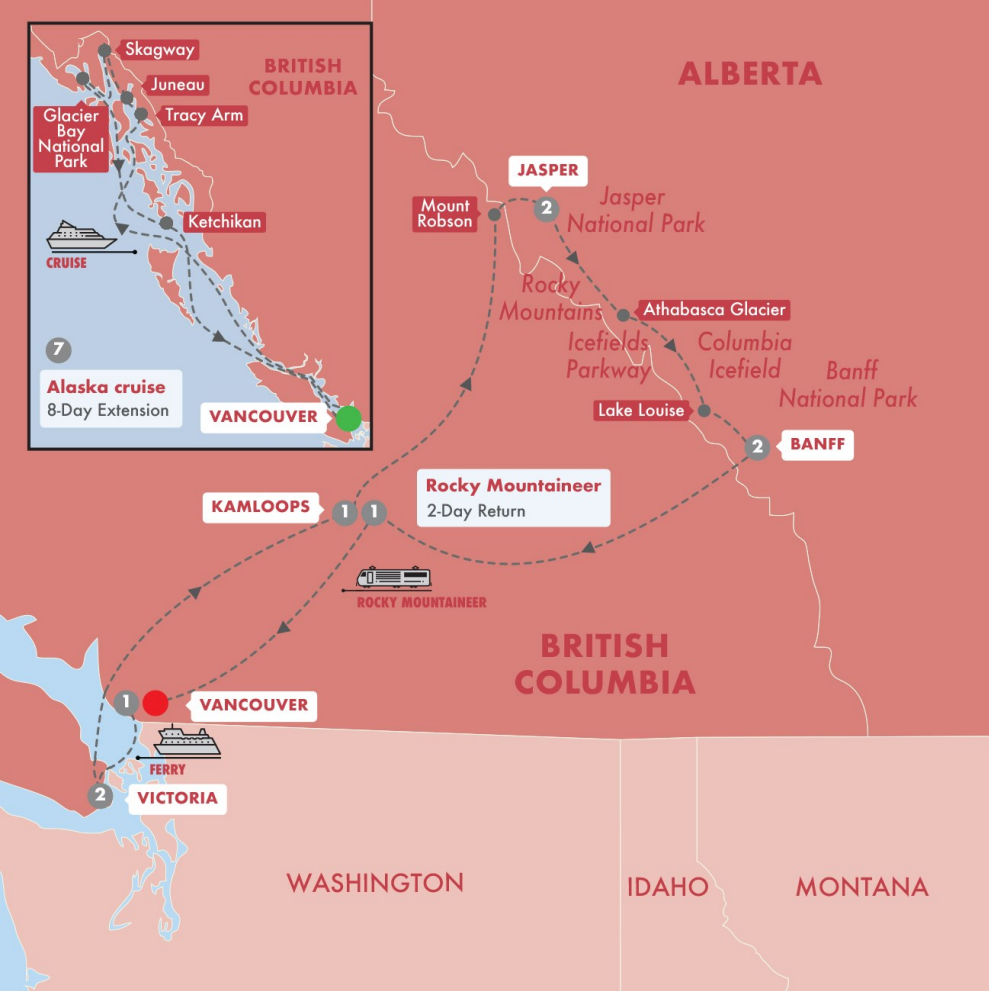 Skagway
BRITISH
COLUMBIA
Juneau
Tracy Arm
Glacier
Bay
National
Park
Ketchikan
CRUISE
7
Alaska cruise
8-Day Extension
VANCOUVER
ALBERTA
JASPER
2
Jasper
National Park
Mount
Robson
Rocky
Mountains
Athabasca Glacier
Icefields
Parkway
Columbia
Icefield
Banff
National Park
Lake Louise
2
BANFF
KAMLOOPS
1
1
Rocky Mountaineer
2-Day Return
ROCKY MOUNTAINEER
BRITISH
COLUMBIA
1
VANCOUVER
FERRY
2
VICTORIA
WASHINGTON
IDAHO
MONTANA